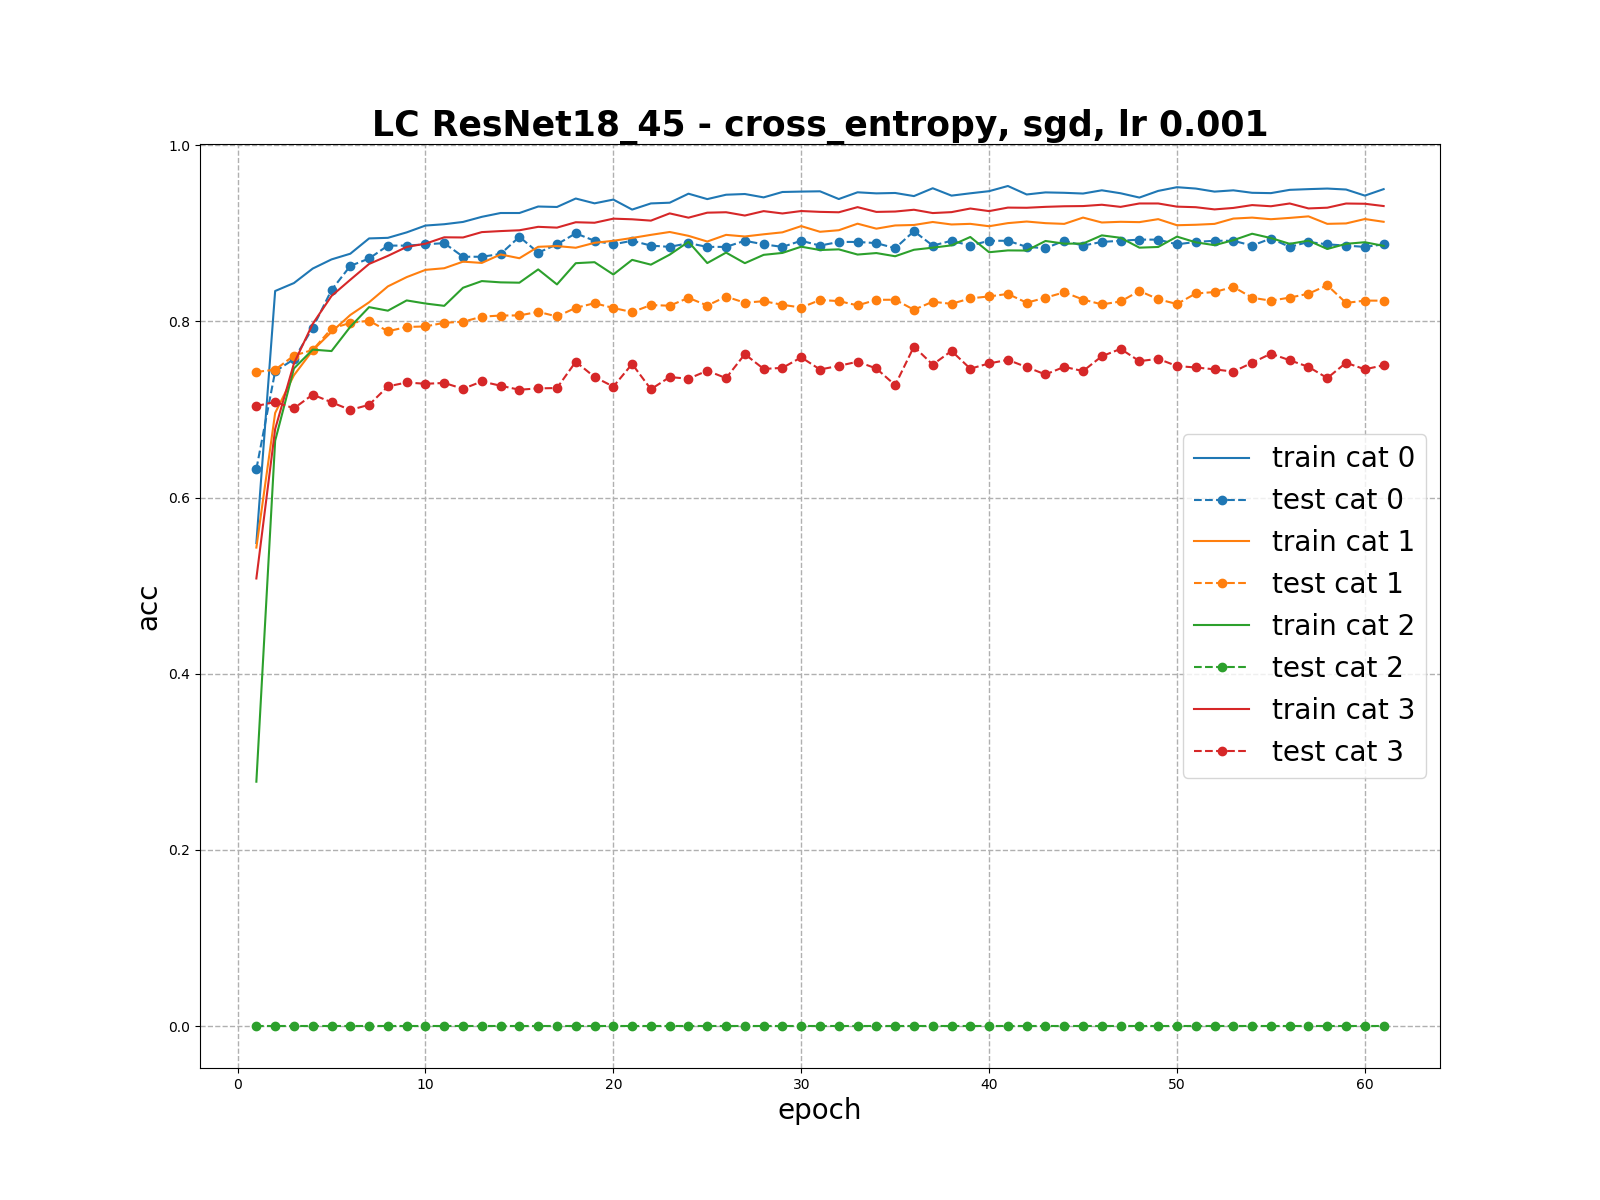 LC ResNet18_45 - cross_entropy, sgd, lr 0.001
1.0
0.8
0.6
0.4
0.2
0.0
acc
train cat 0
test cat 0
train cat 1
test cat 1
train cat 2
test cat 2
train cat 3
test cat 3
0 10 20 30 40 50 60
epoch